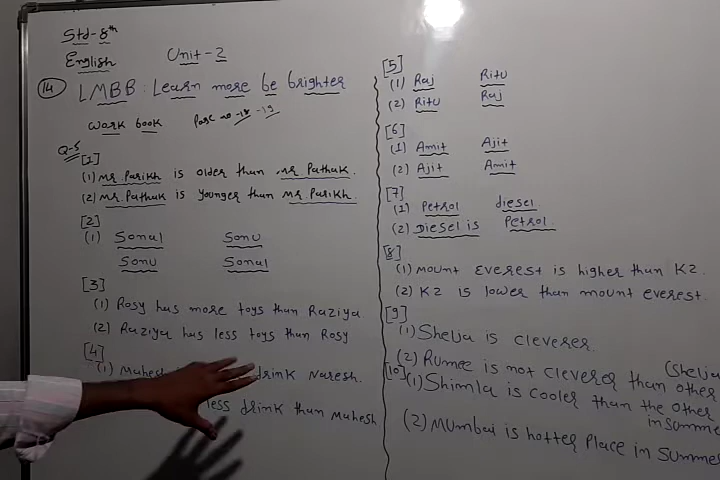 Std-8th
English
Unit-2
14 LMBB: Learn more be brighter
work book
Page no-18-19
Q-5
[1]
(1) Mr. Parikh is older than Mr Pathak.
(2) Mr. Pathak is younger than Mr. Parikh.
[2]
(1) Sonal Sonu
Sonu Sonal
[3]
(1) Rosy has more toys than Raziya.
(2) Raziya has less toys than Rosy
[4]
(1) Mahesh drink Naresh.
less drink than Mahesh
[5]
(1) Raj Ritu
(2) Ritu Raj
[6]
(1) Amit Ajit
(2) Ajit Amit
[7]
(1) Petrol diesel
(2) Diesel is Petrol.
[8]
(1) Mount Everest is higher than K2.
(2) K2 is lower than mount everest.
[9]
(1) Shelja is cleverer.
(2) Rumee is not cleverer than other (Shelja
[10]
(1) Shimla is cooler than the other
in summe
(2) Mumbai is hotter place in summer